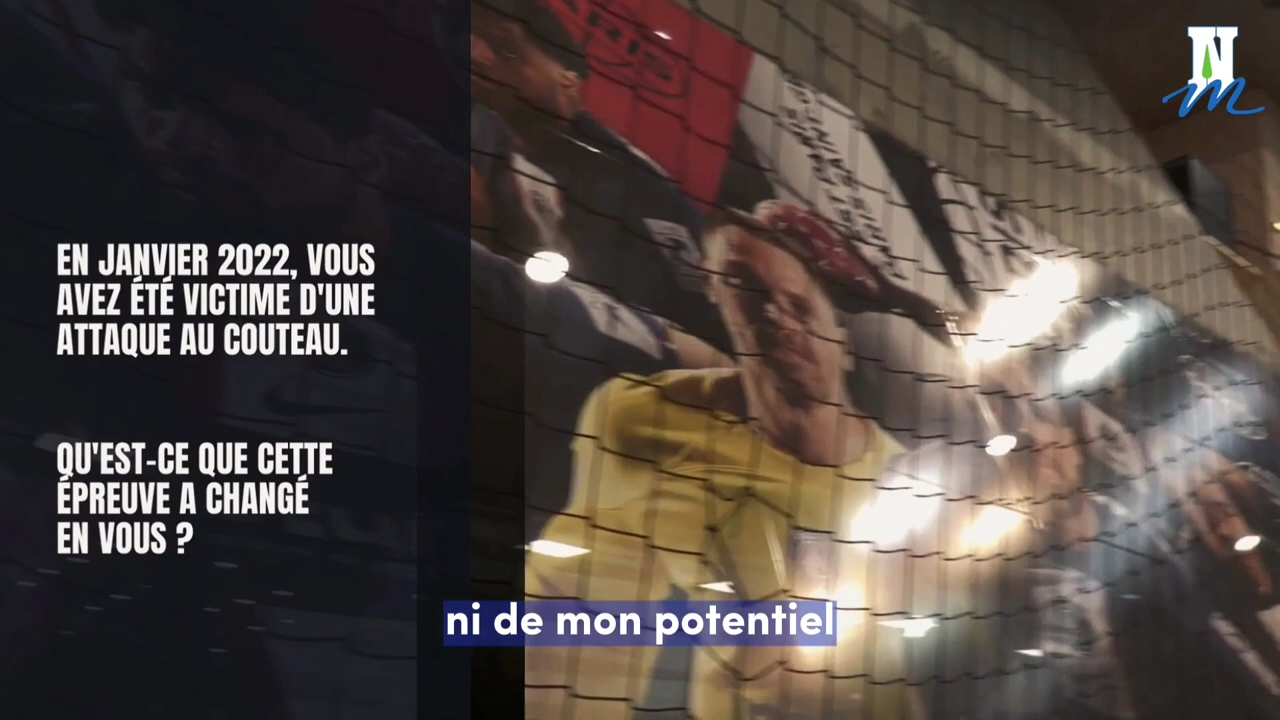 EN JANVIER 2022, VOUS
AVEZ ÉTÉ VICTIME D'UNE
ATTAQUE AU COUTEAU.
QU'EST-CE QUE CETTE
ÉPREUVE A CHANGÉ
EN VOUS ?
ni de mon potentiel
N
m